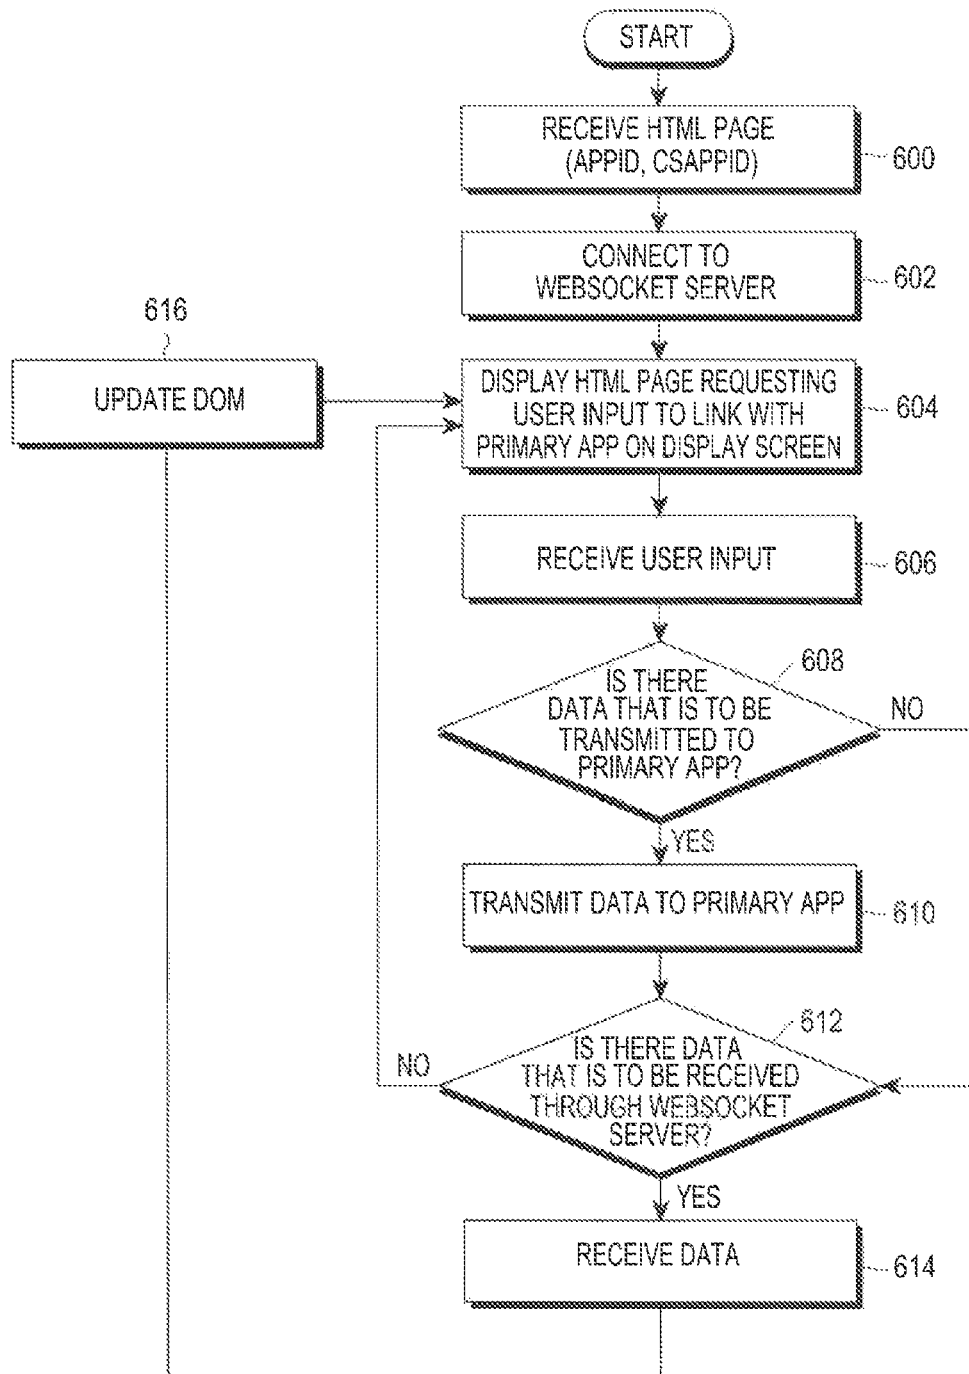 START
RECEIVE HTML PAGE
(APPID, CSAPPID)
600
CONNECT TO
WEBSOCKET SERVER
602
616
UPDATE DOM
DISPLAY HTML PAGE REQUESTING
USER INPUT TO LINK WITH
PRIMARY APP ON DISPLAY SCREEN
604
RECEIVE USER INPUT
606
608
IS THERE
DATA THAT IS TO BE
TRANSMITTED TO
PRIMARY APP?
NO
YES
TRANSMIT DATA TO PRIMARY APP
610
612
IS THERE DATA
THAT IS TO BE RECEIVED
THROUGH WEBSOCKET
SERVER?
NO
YES
RECEIVE DATA
614